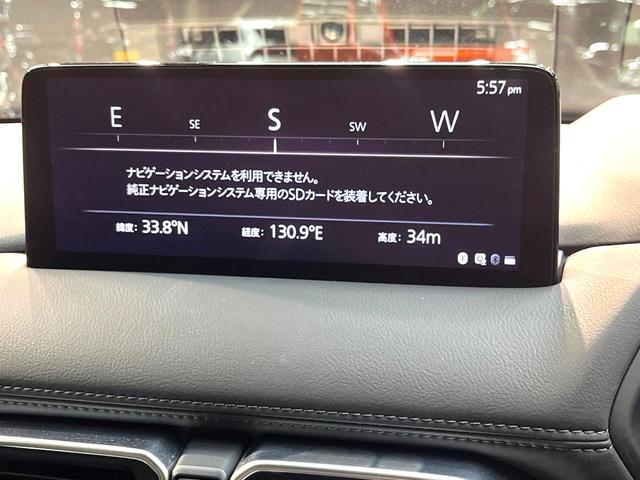 5:57pm
E SE S SW W
ナビゲーションシステムを利用できません。
純正ナビゲーションシステム専用のSDカードを装着してください。
緯度: 33.8°N 経度: 130.9°E 高度: 34m